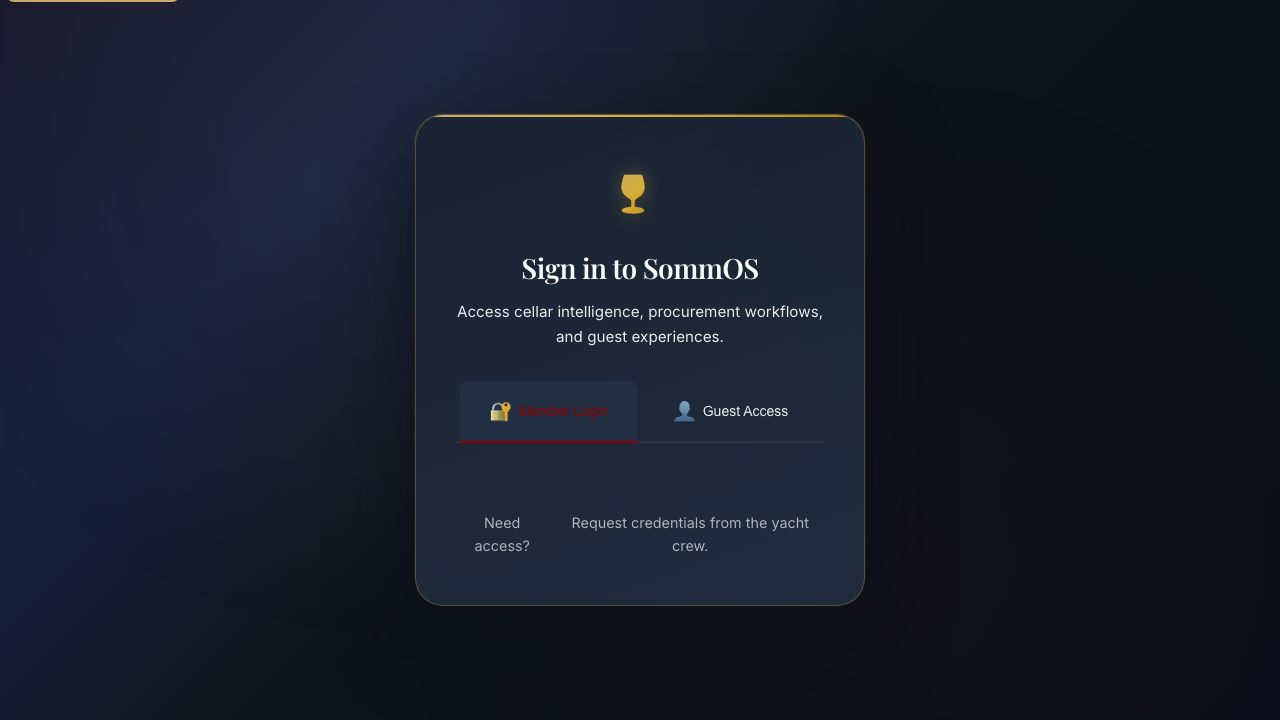 Sign in to SommOS
Access cellar intelligence, procurement workflows,
and guest experiences.
🔐 Member Login
👤 Guest Access
Need
access?
Request credentials from the yacht
crew.